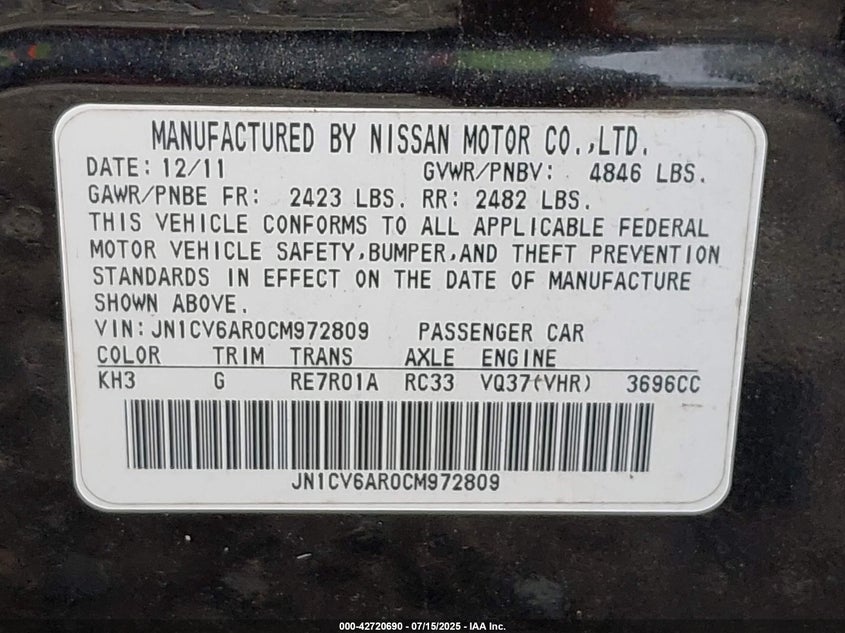 MANUFACTURED BY NISSAN MOTOR CO.,LTD.
DATE: 12/11 GVWR/PNBV: 4846 LBS.
GAWR/PNBE FR: 2423 LBS. RR: 2482 LBS.
THIS VEHICLE CONFORMS TO ALL APPLICABLE FEDERAL
MOTOR VEHICLE SAFETY,BUMPER,AND THEFT PREVENTION
STANDARDS IN EFFECT ON THE DATE OF MANUFACTURE
SHOWN ABOVE.
VIN:JN1CV6AR0CM972809 PASSENGER CAR
COLOR TRIM TRANS AXLE ENGINE
KH3 G RE7R01A RC33 VQ37(VHR) 3696CC
JN1CV6AR0CM972809
000-42720690 - 07/15/2025 - IAA Inc.